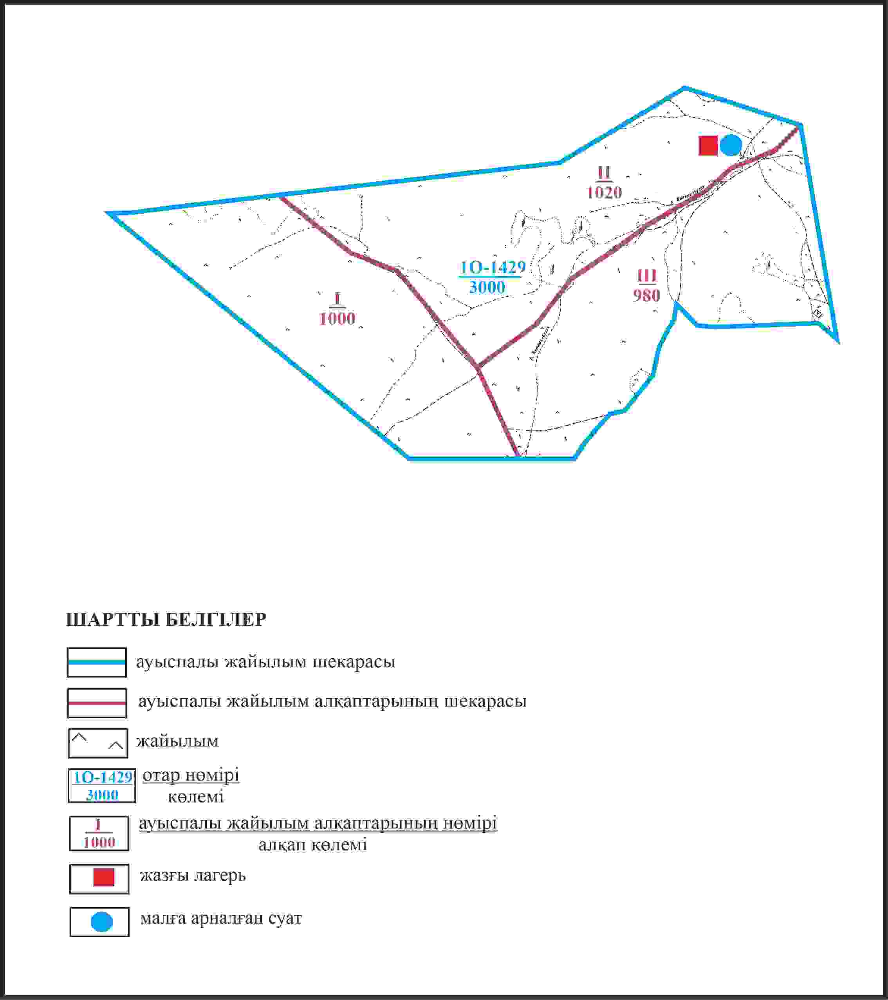 II
1020
1О-1429
3000
III
980
I
1000
ШАРТТЫ БЕЛГІЛЕР
ауыспалы жайылым шекарасы
ауыспалы жайылым алқаптарының шекарасы
жайылым
1О-1429
3000
отар нөмірі
көлемі
I
1000
ауыспалы жайылым алқаптарының нөмірі
алқап көлемі
жазғы лагерь
малға арналған суат